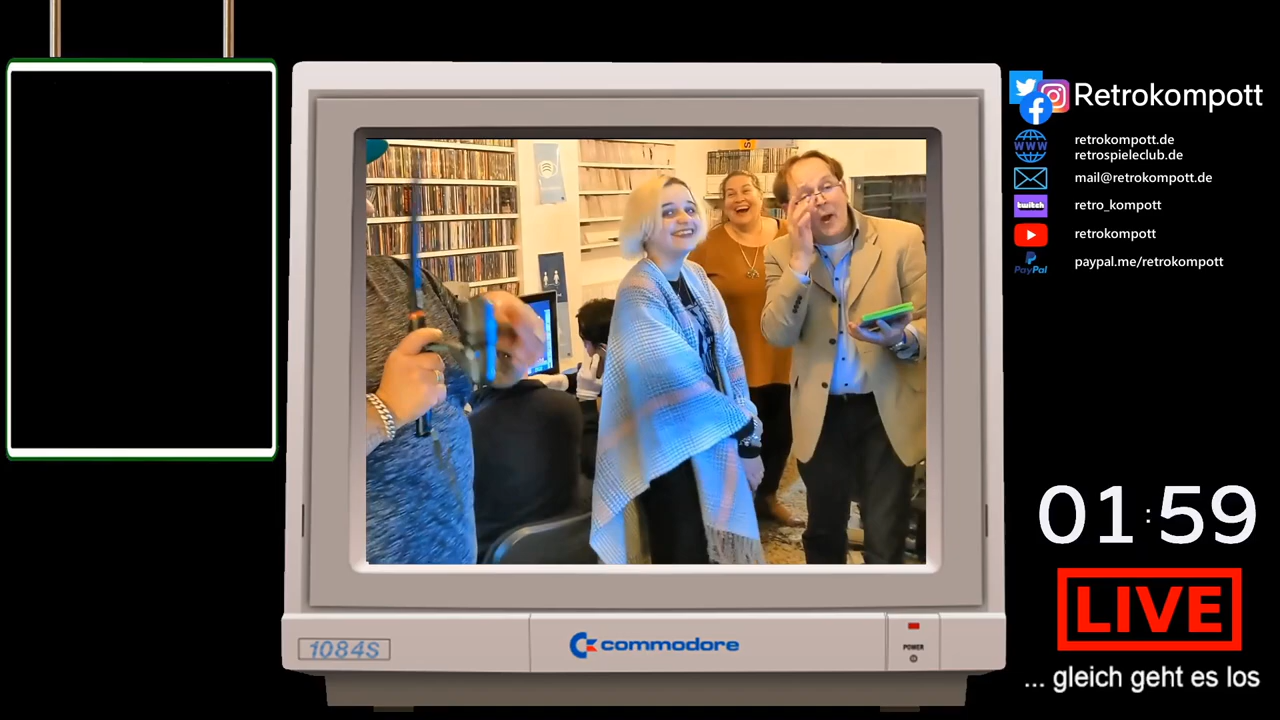 Retrokompott
www
retrokompott.de
retrospieleclub.de
mail@retrokompott.de
twitch
retro_kompott
retrokompott
PayPal
paypal.me/retrokompott
01:59
LIVE
... gleich geht es los
1084S
commodore
POWER